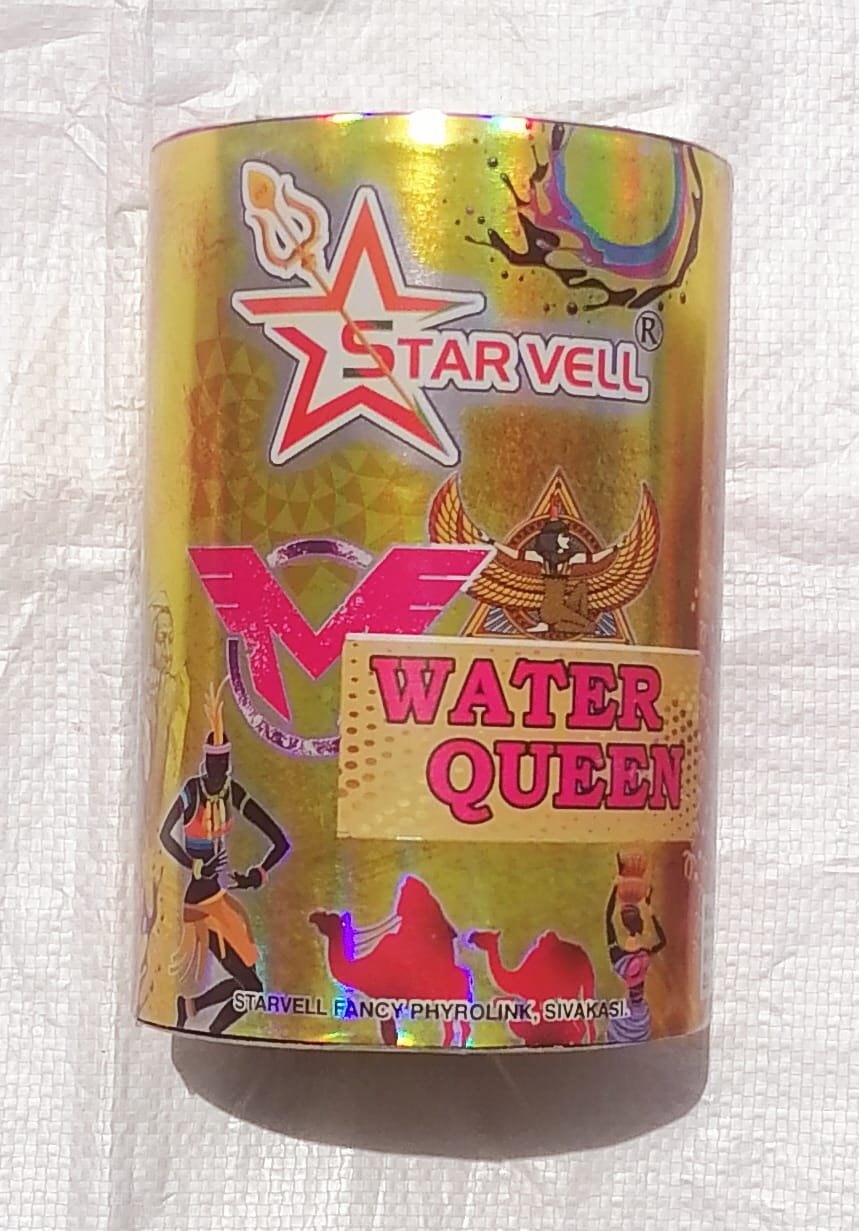 STAR VELL®
M
WATER
QUEEN
STARVELL FANCY PHYROLINK, SIVAKASI.